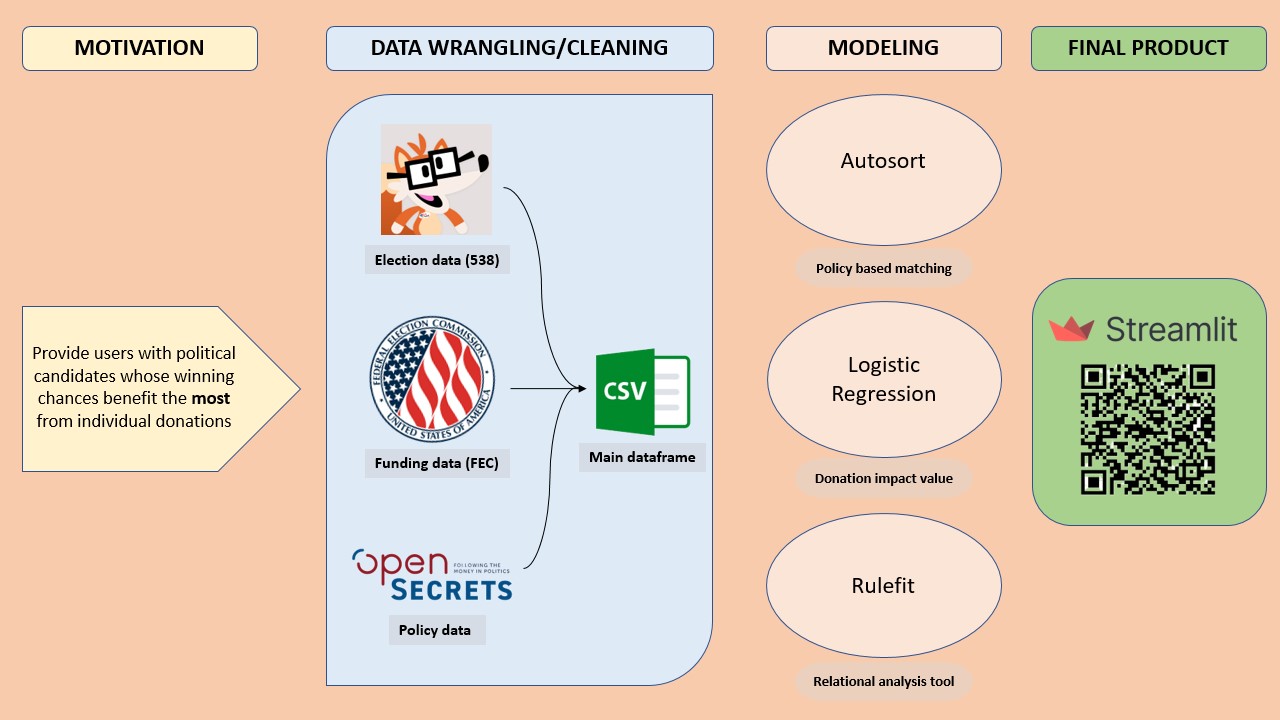 MOTIVATION
DATA WRANGLING/CLEANING
MODELING
FINAL PRODUCT
Provide users with political
candidates whose winning
chances benefit the most
from individual donations
Election data (538)
FEDERAL ELECTION COMMISSION
UNITED STATES OF AMERICA
Funding data (FEC)
open
FOLLOWING THE
MONEY IN POLITICS
SECRETS
Policy data
CSV
Main dataframe
Autosort
Policy based matching
Logistic
Regression
Donation impact value
Rulefit
Relational analysis tool
Streamlit